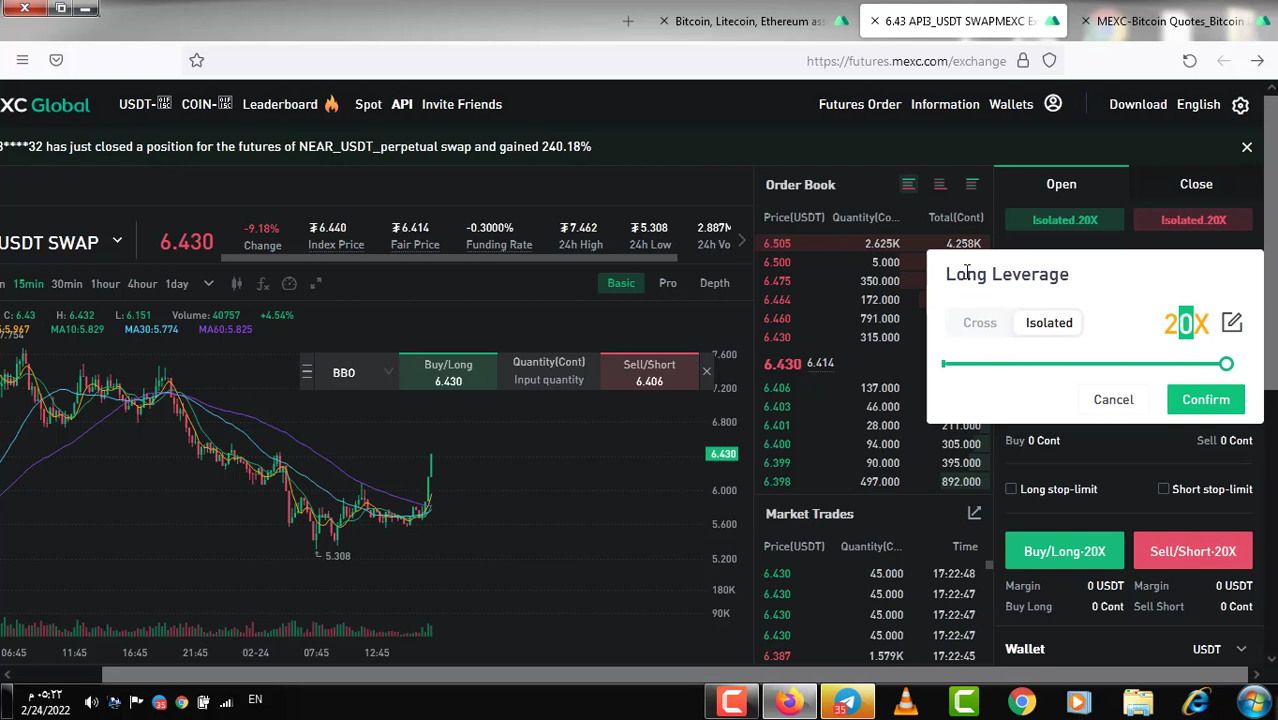 Bitcoin, Litecoin, Ethereum as
6.43 API3_USDT SWAPMEXC E
MEXC-Bitcoin Quotes_Bitcoin
https://futures.mexc.com/exchange
XC Global
USDT-
COIN-
Leaderboard
Spot
API
Invite Friends
Futures Order
Information
Wallets
Download
English
3****32 has just closed a position for the futures of NEAR_USDT_perpetual swap and gained 240.18%
USDT SWAP
6.430
-9.18%
Change
₮ 6.440
Index Price
₮ 6.414
Fair Price
-0.3000%
Funding Rate
₮ 7.462
24h High
₮ 5.308
24h Low
2.887M
24h Vo
n 15min 30min 1hour 4hour 1day
Basic
Pro
Depth
C: 6.43 H: 6.432 L: 6.151 Volume: 40757 +4.54%
5:5.967 MA10:5.829 MA30:5.774 MA60:5.825
7.754
BBO
Buy/Long
6.430
Quantity(Cont)
Input quantity
Sell/Short
6.406
7.600
7.200
6.800
6.430
6.000
5.600
5.200
180K
90K
5.308
06:45 11:45 16:45 21:45 02-24 07:45 12:45
Order Book
Price(USDT) Quantity(Co... Total(Cont)
6.505 2.625K 4.258K
6.500 5.000
6.475 350.000
6.464 172.000
6.460 791.000
6.430 315.000
6.430 6.414
6.406 137.000
6.403 46.000
6.401 28.000 211.000
6.400 94.000 305.000
6.399 90.000 395.000
6.398 497.000 892.000
Market Trades
Price(USDT) Quantity(C... Time
6.430 45.000 17:22:48
6.430 45.000 17:22:47
6.430 45.000 17:22:47
6.430 45.000 17:22:46
6.387 1.579K 17:22:45
Open
Close
Isolated.20X
Isolated.20X
Long Leverage
Cross
Isolated
20X
Cancel
Confirm
Buy 0 Cont
Sell 0 Cont
Long stop-limit
Short stop-limit
Buy/Long·20X
Sell/Short·20X
Margin 0 USDT
Margin 0 USDT
Buy Long 0 Cont
Sell Short 0 Cont
Wallet
USDT
٠٥:٢٢ م
2/24/2022
35
EN
35